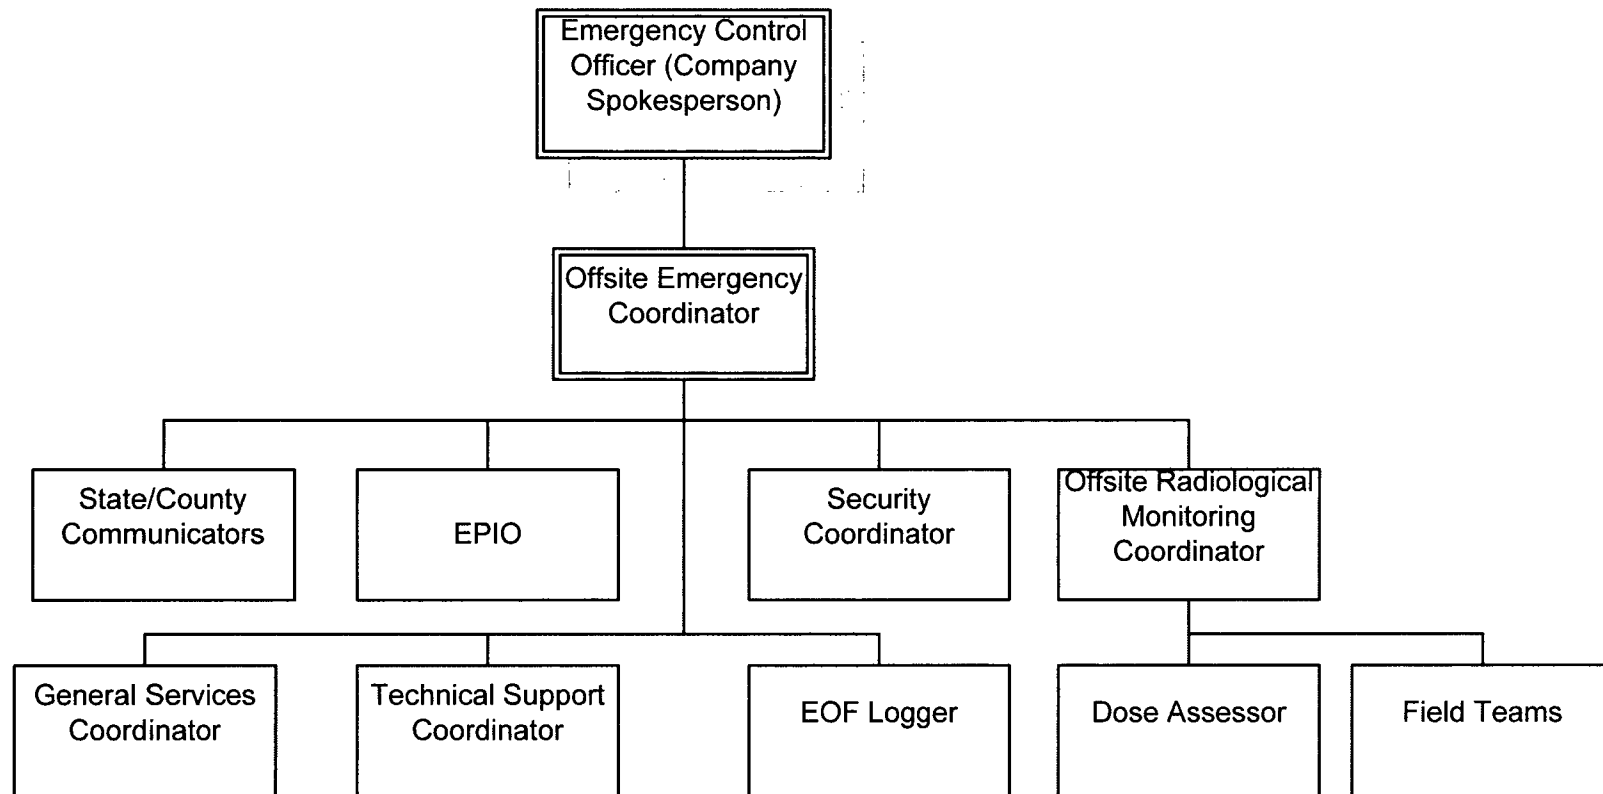 Emergency Control
Officer (Company
Spokesperson)
Offsite Emergency
Coordinator
State/County
Communicators
EPIO
Security
Coordinator
Offsite Radiological
Monitoring
Coordinator
General Services
Coordinator
Technical Support
Coordinator
EOF Logger
Dose Assessor
Field Teams